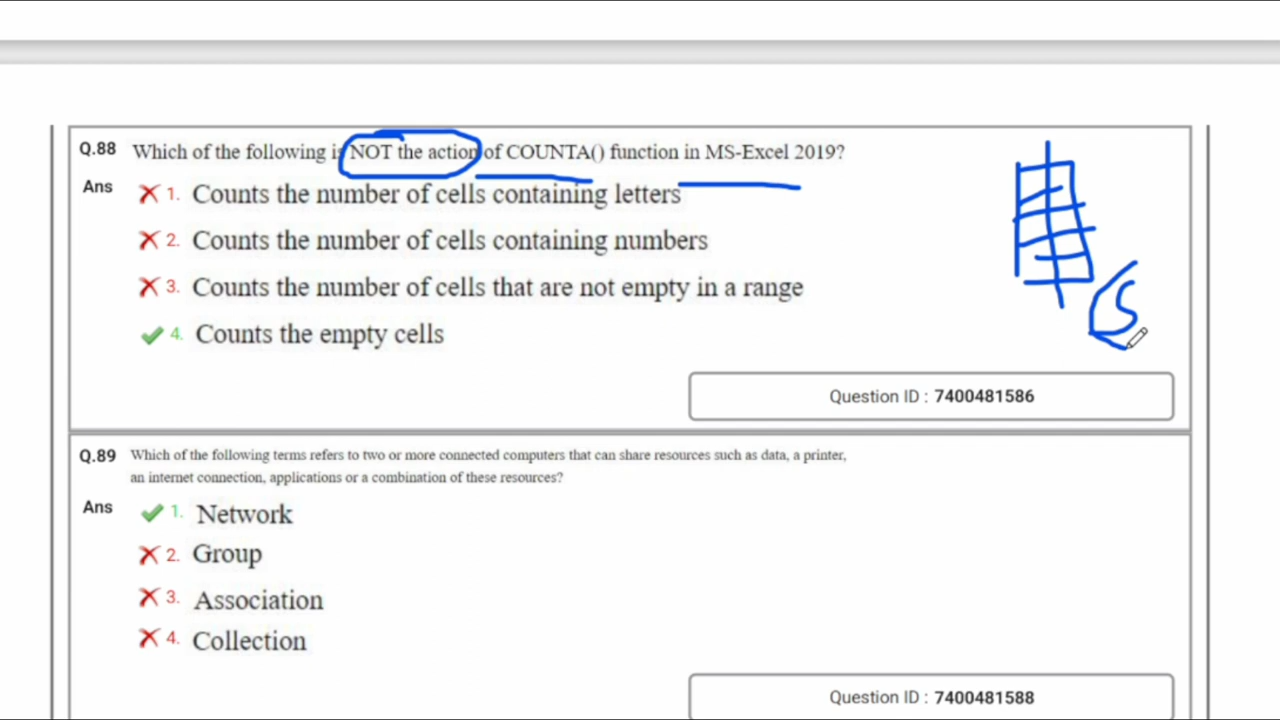 Q.88 Which of the following is NOT the action of COUNTA() function in MS-Excel 2019?
Ans 1. Counts the number of cells containing letters
2. Counts the number of cells containing numbers
3. Counts the number of cells that are not empty in a range
4. Counts the empty cells
5
Question ID : 7400481586
Q.89 Which of the following terms refers to two or more connected computers that can share resources such as data, a printer,
an internet connection, applications or a combination of these resources?
Ans 1. Network
2. Group
3. Association
4. Collection
Question ID : 7400481588